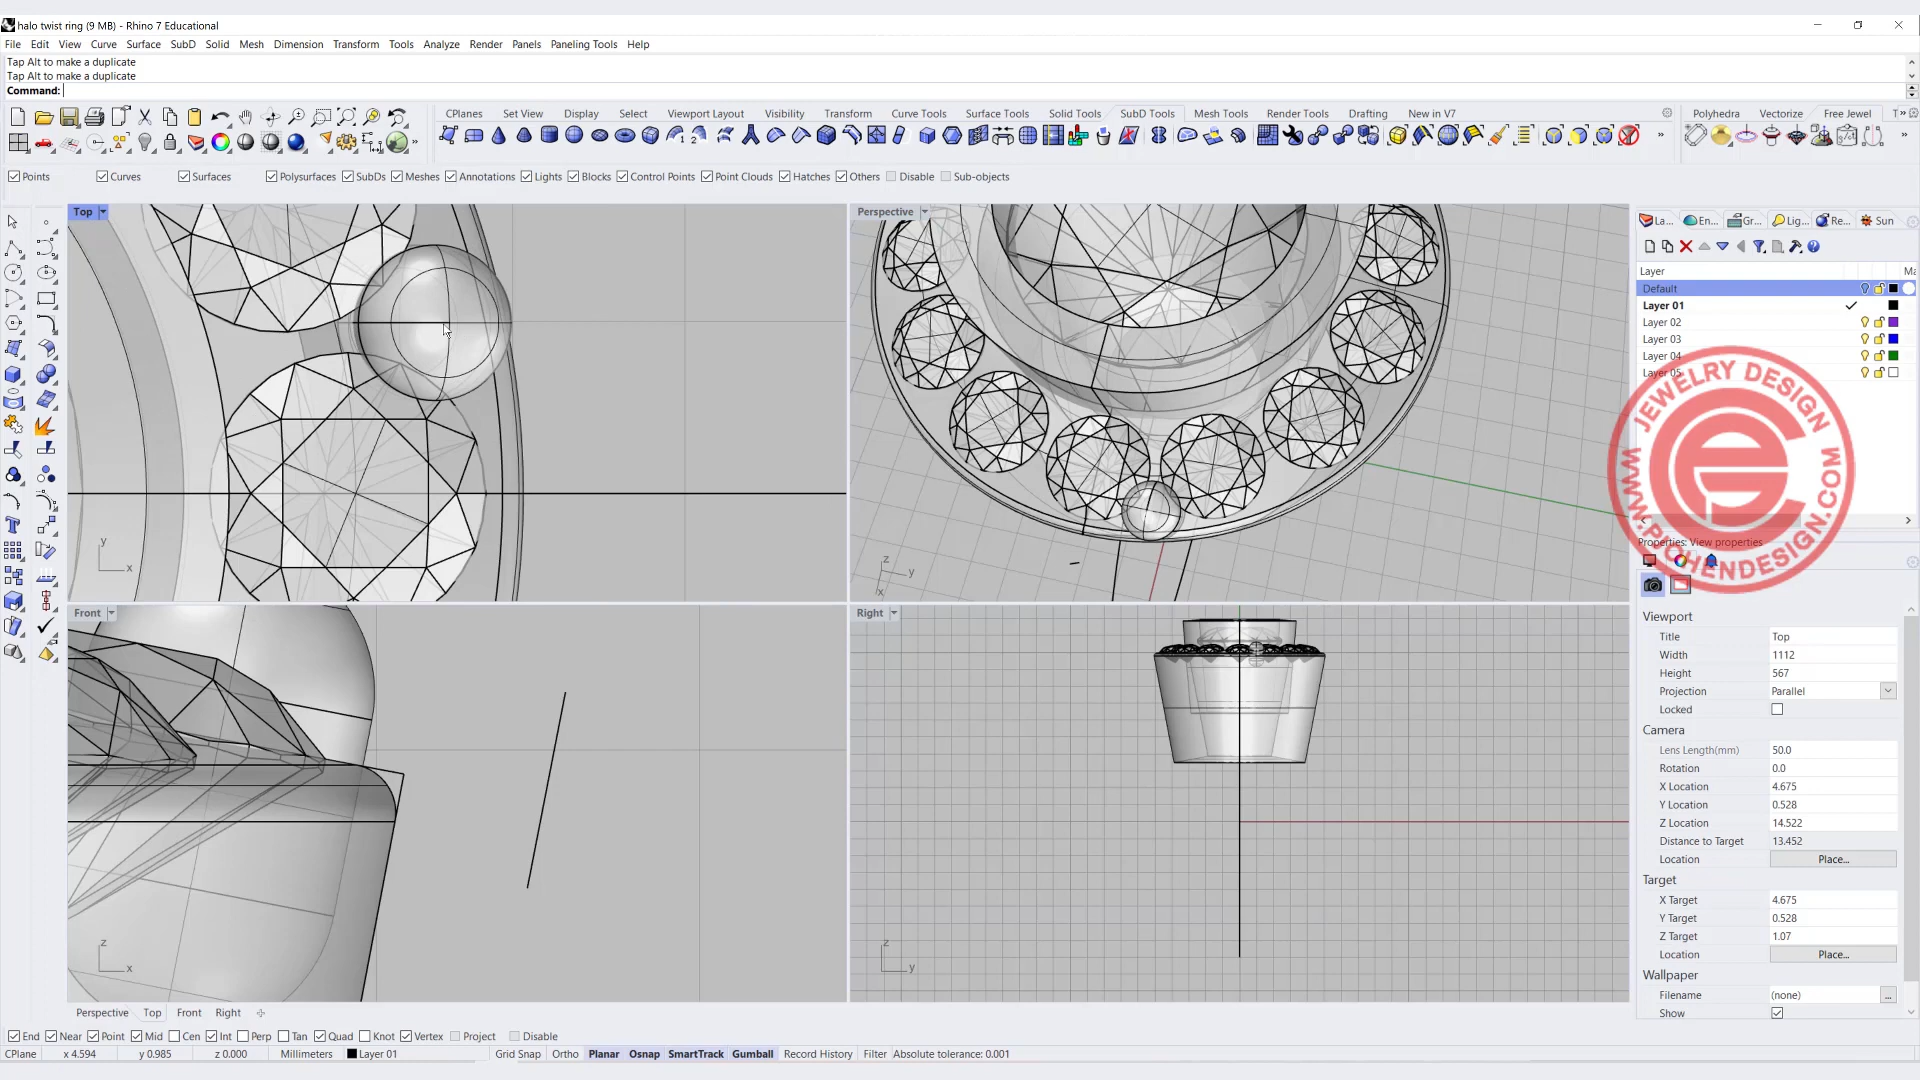 halo twist ring (9 MB) - Rhino 7 Educational
File Edit View Curve Surface SubD Solid Mesh Dimension Transform Tools Analyze Render Panels Paneling Tools Help
Tap Alt to make a duplicate
Tap Alt to make a duplicate
Command:
CPlanes Set View Display Select Viewport Layout Visibility Transform Curve Tools Surface Tools Solid Tools SubD Tools Mesh Tools Render Tools Drafting New in V7
Polyhedra Vectorize Free Jewel
Points Curves Surfaces Polysurfaces SubDs Meshes Annotations Lights Blocks Control Points Point Clouds Hatches Others Disable Sub-objects
Top
Perspective
La... En... Gr... Lig... Re... Sun
Layer Ma
Default
Layer 01
Layer 02
Layer 03
Layer 04
Layer 05
JEWELRY DESIGN
WWW.PCCHENDESIGN.COM
Properties: View properties
y
x
z
y
x
Front
Right
Viewport
Title Top
Width 1112
Height 567
Projection Parallel
Locked
Camera
Lens Length(mm) 50.0
Rotation 0.0
X Location 4.675
Y Location 0.528
Z Location 14.522
Distance to Target 13.452
Location Place...
Target
X Target 4.675
Y Target 0.528
Z Target 1.07
Location Place...
Wallpaper
Filename (none) ...
Show
z
x
z
y
Perspective Top Front Right
End Near Point Mid Cen Int Perp Tan Quad Knot Vertex Project Disable
CPlane x 4.594 y 0.985 z 0.000 Millimeters Layer 01 Grid Snap Ortho Planar Osnap SmartTrack Gumball Record History Filter Absolute tolerance: 0.001